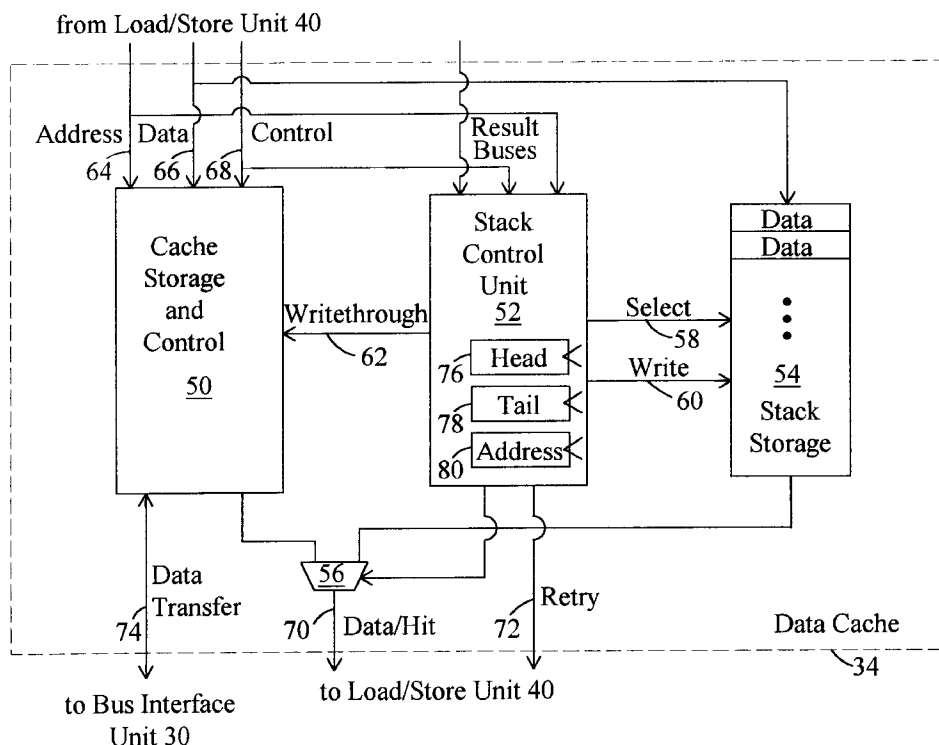 from Load/Store Unit 40
Address
64
Data
66
Control
68
Result
Buses
Cache
Storage
and
Control
50
Stack
Control
Unit
52
Head
76
Tail
78
Address
80
Writethrough
62
Select
58
Write
60
Data
Data
54
Stack
Storage
56
Data
Transfer
74
70
Data/Hit
72
Retry
Data Cache
34
to Load/Store Unit 40
to Bus Interface
Unit 30